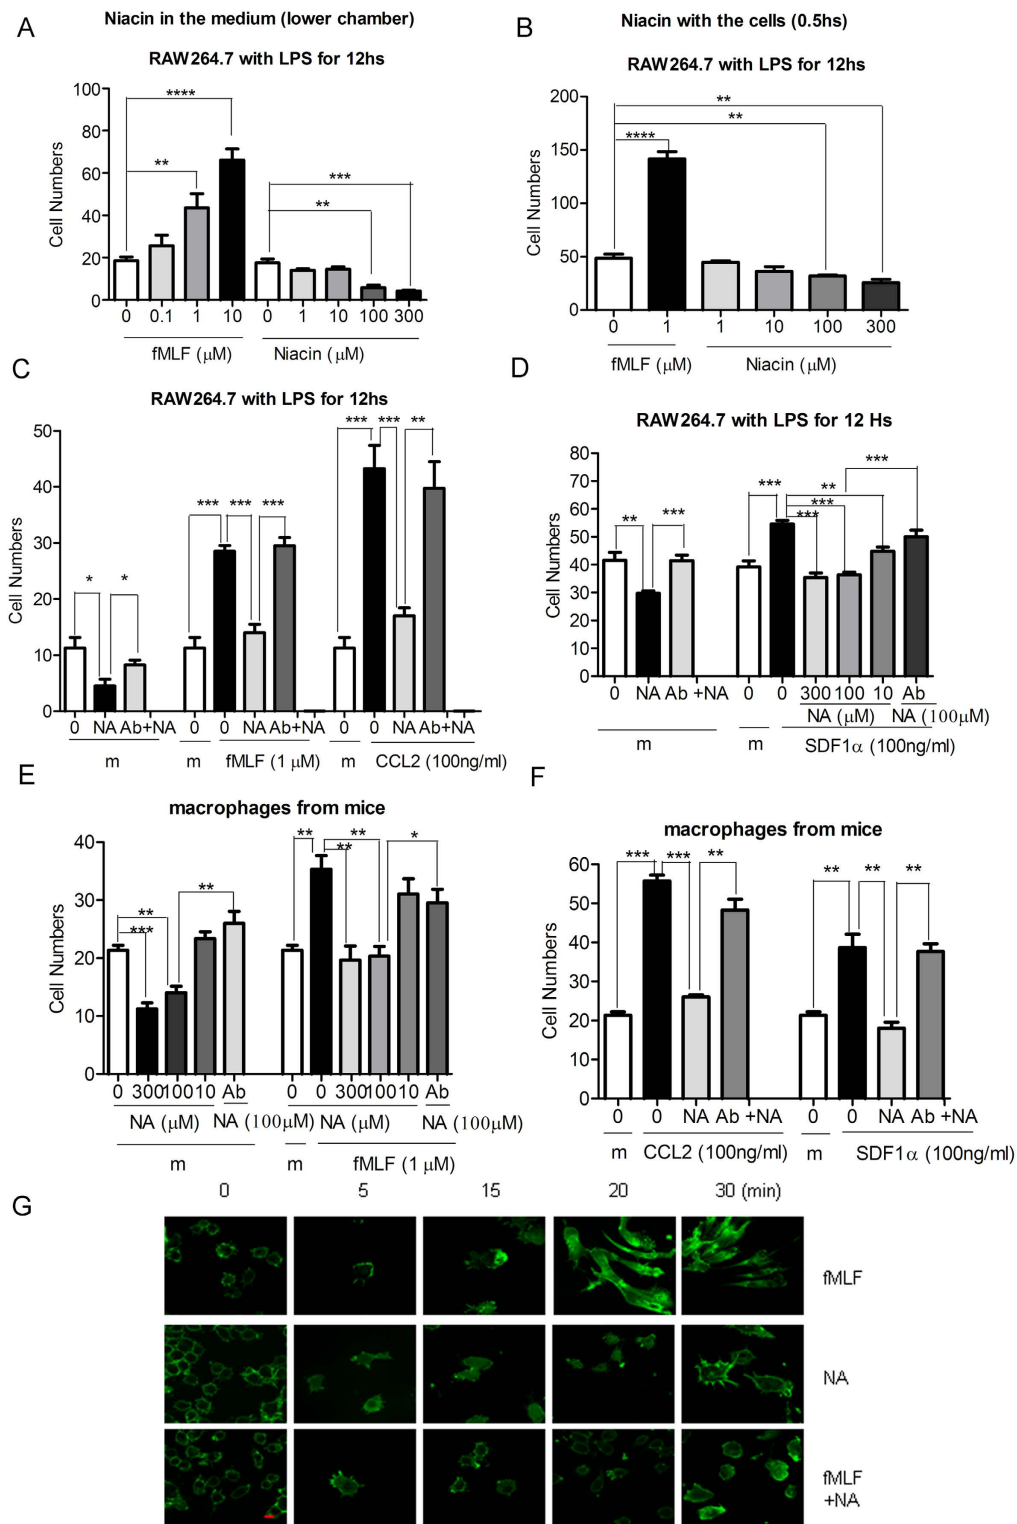 A
Niacin in the medium (lower chamber)
RAW264.7 with LPS for 12hs
Cell Numbers
100
80
60
40
20
0
****
**
***
**
0 0.1 1 10 0 1 10 100 300
fMLF (μM) Niacin (μM)
B
Niacin with the cells (0.5hs)
RAW264.7 with LPS for 12hs
Cell Numbers
200
150
100
50
0
**
**
****
0 1 1 10 100 300
fMLF (μM) Niacin (μM)
C
RAW264.7 with LPS for 12hs
Cell Numbers
50
40
30
20
10
0
* *
*** *** ***
*** *** **
0 NA Ab+NA 0 0 NA Ab+NA 0 0 NA Ab+NA
m m fMLF (1 μM) m CCL2 (100ng/ml)
D
RAW264.7 with LPS for 12 Hs
Cell Numbers
80
70
60
50
40
30
20
10
0
** ***
*** *** *** ** ***
0 NA Ab +NA 0 0 300 100 10 Ab
NA (μM) NA (100μM)
m m SDF1α (100ng/ml)
E
macrophages from mice
Cell Numbers
40
30
20
10
0
** *** **
** ** ** *
0 300 100 10 Ab 0 0 300 100 10 Ab
NA (μM) NA (100μM) NA (μM) NA (100μM)
m m fMLF (1 μM)
F
macrophages from mice
Cell Numbers
60
50
40
30
20
10
0
*** *** **
** ** **
0 0 NA Ab +NA 0 0 NA Ab +NA
m CCL2 (100ng/ml) m SDF1α (100ng/ml)
G
0 5 15 20 30 (min)
fMLF
NA
fMLF
+NA